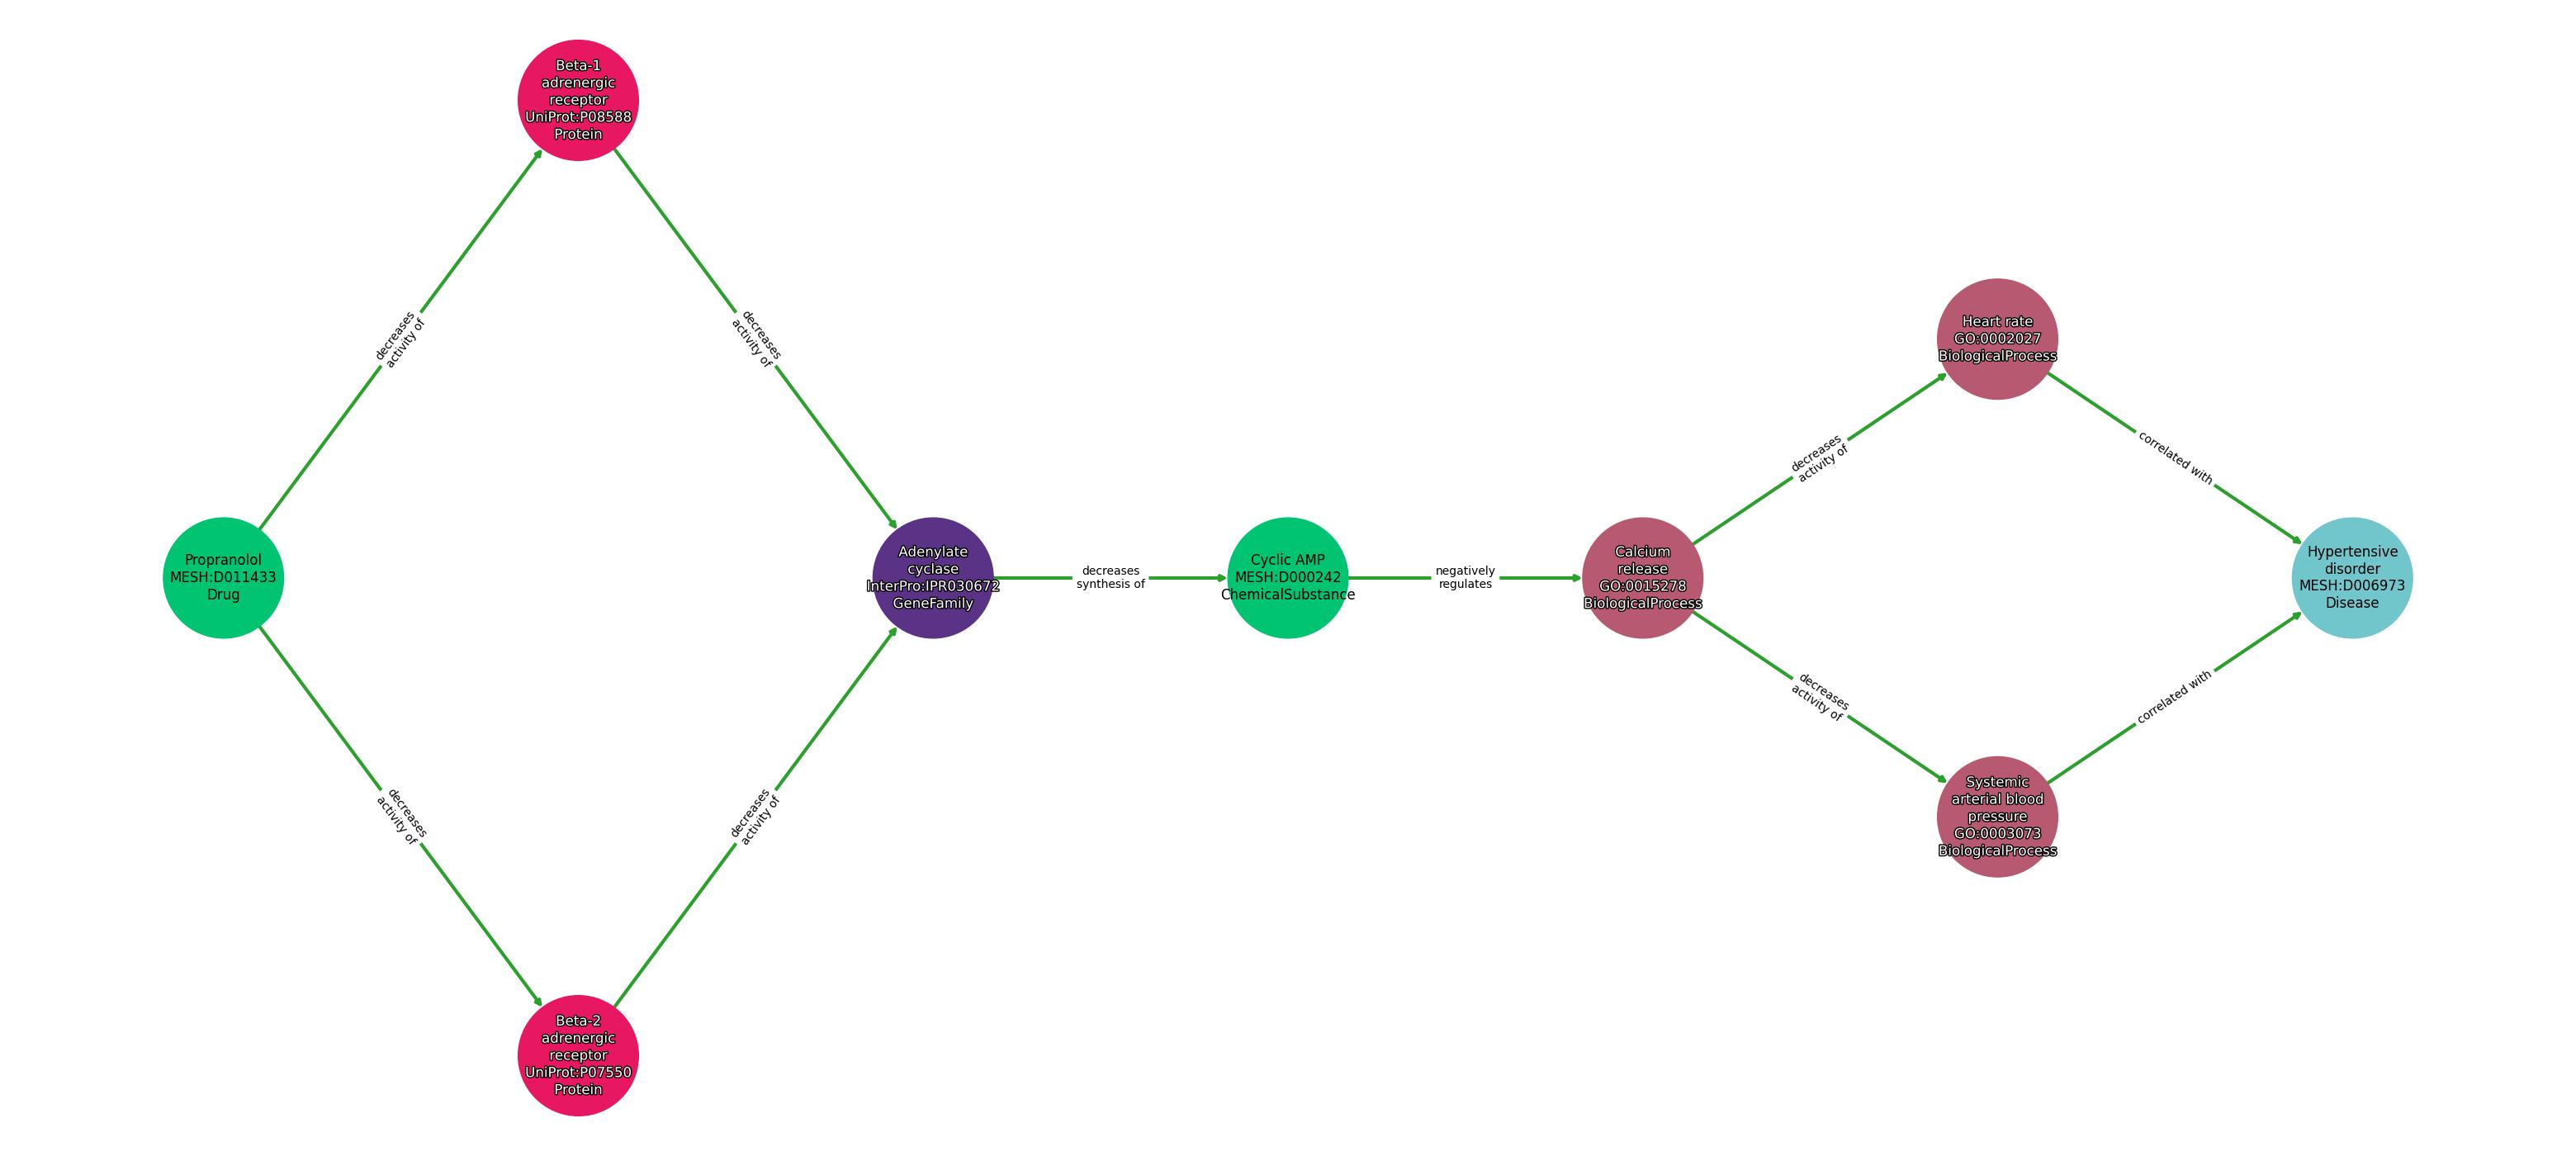 Beta-1
adrenergic
receptor
UniProt:P08588
Protein
decreases
activity of
decreases
activity of
Heart rate
GO:0002027
BiologicalProcess
decreases
activity of
correlated with
Propranolol
MESH:D011433
Drug
Adenylate
cyclase
InterPro:IPR030672
GeneFamily
decreases
synthesis of
Cyclic AMP
MESH:D000242
ChemicalSubstance
negatively
regulates
Calcium
release
GO:0015278
BiologicalProcess
Hypertensive
disorder
MESH:D006973
Disease
decreases
activity of
correlated with
decreases
activity of
decreases
activity of
Systemic
arterial blood
pressure
GO:0003073
BiologicalProcess
Beta-2
adrenergic
receptor
UniProt:P07550
Protein